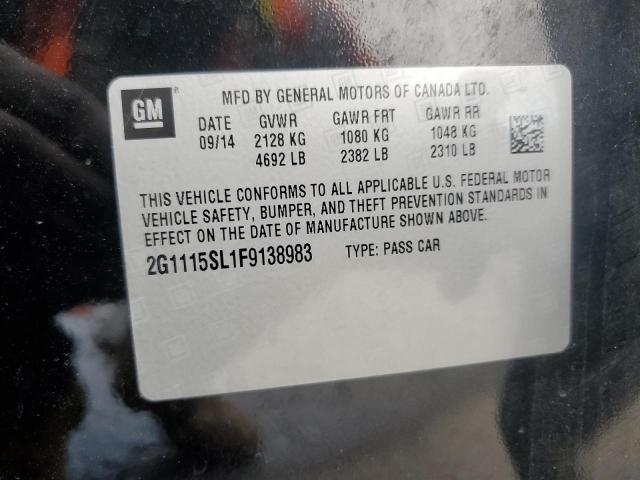 GM
MFD BY GENERAL MOTORS OF CANADA LTD.
DATE GVWR GAWR FRT GAWR RR
09/14 2128 KG 1080 KG 1048 KG
4692 LB 2382 LB 2310 LB
THIS VEHICLE CONFORMS TO ALL APPLICABLE U.S. FEDERAL MOTOR
VEHICLE SAFETY, BUMPER, AND THEFT PREVENTION STANDARDS IN
EFFECT ON THE DATE OF MANUFACTURE SHOWN ABOVE.
2G1115SL1F9138983 TYPE: PASS CAR